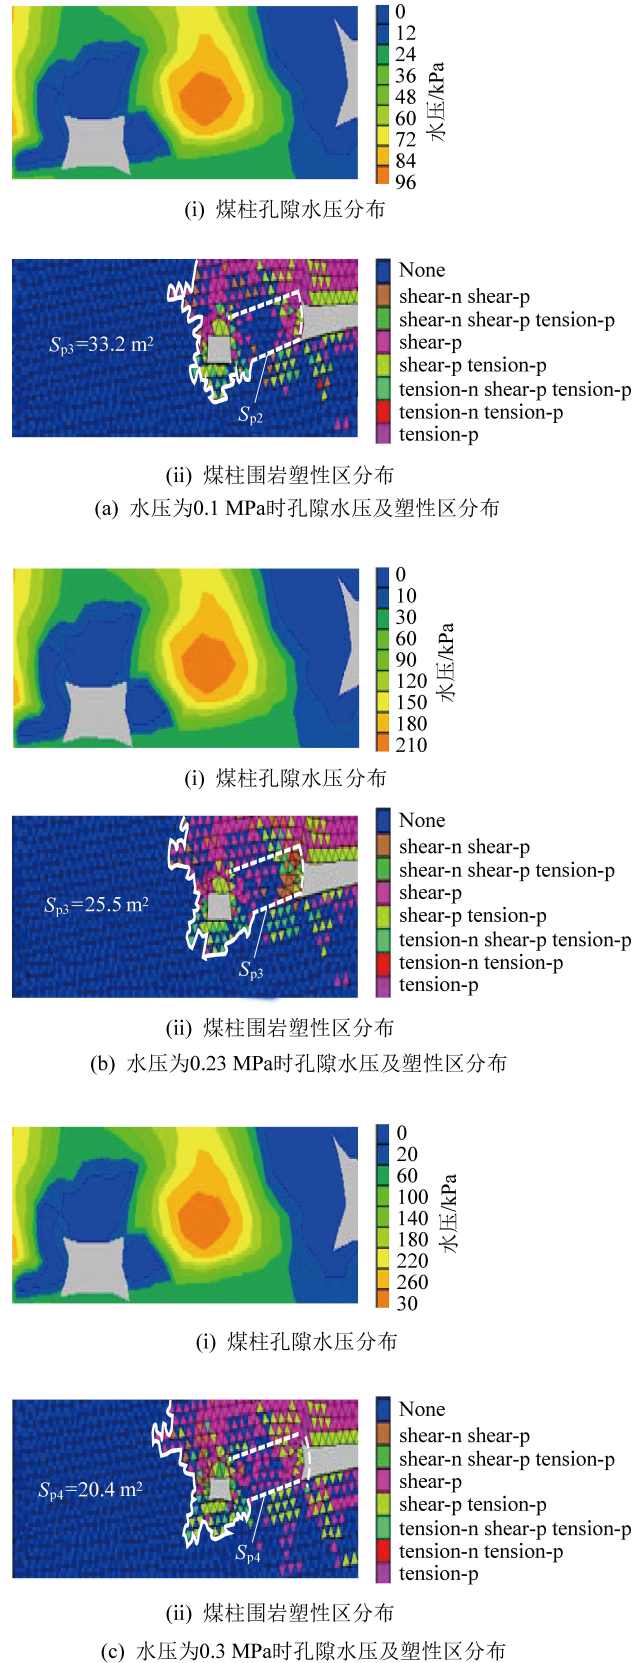 0
12
24
36
48
60
72
84
96
水压/kPa
(i) 煤柱孔隙水压分布
S_p3=33.2 m²
S_p2
None
shear-n shear-p
shear-n shear-p tension-p
shear-p
shear-p tension-p
tension-n shear-p tension-p
tension-n tension-p
tension-p
(ii) 煤柱围岩塑性区分布
(a) 水压为0.1 MPa时孔隙水压及塑性区分布
0
10
30
60
90
120
150
180
210
水压/kPa
(i) 煤柱孔隙水压分布
S_p3=25.5 m²
S_p3
None
shear-n shear-p
shear-n shear-p tension-p
shear-p
shear-p tension-p
tension-n shear-p tension-p
tension-n tension-p
tension-p
(ii) 煤柱围岩塑性区分布
(b) 水压为0.23 MPa时孔隙水压及塑性区分布
0
20
60
100
140
180
220
260
30
水压/kPa
(i) 煤柱孔隙水压分布
S_p4=20.4 m²
S_p4
None
shear-n shear-p
shear-n shear-p tension-p
shear-p
shear-p tension-p
tension-n shear-p tension-p
tension-n tension-p
tension-p
(ii) 煤柱围岩塑性区分布
(c) 水压为0.3 MPa时孔隙水压及塑性区分布